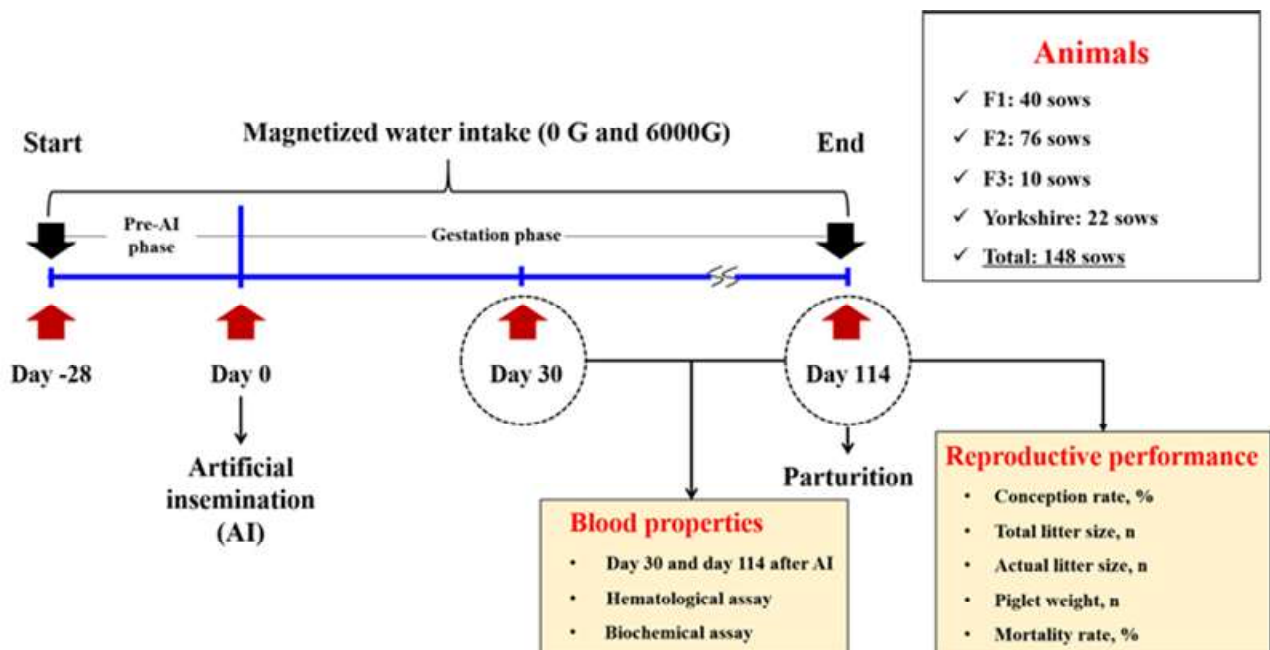 Animals
✓ F1: 40 sows
✓ F2: 76 sows
✓ F3: 10 sows
✓ Yorkshire: 22 sows
✓ Total: 148 sows
Magnetized water intake (0 G and 6000G)
Start
End
Pre-AI
phase
Gestation phase
Day -28
Day 0
Day 30
Day 114
Artificial
insemination
(AI)
Parturition
Blood properties
• Day 30 and day 114 after AI
• Hematological assay
• Biochemical assay
Reproductive performance
• Conception rate, %
• Total litter size, n
• Actual litter size, n
• Piglet weight, n
• Mortality rate, %